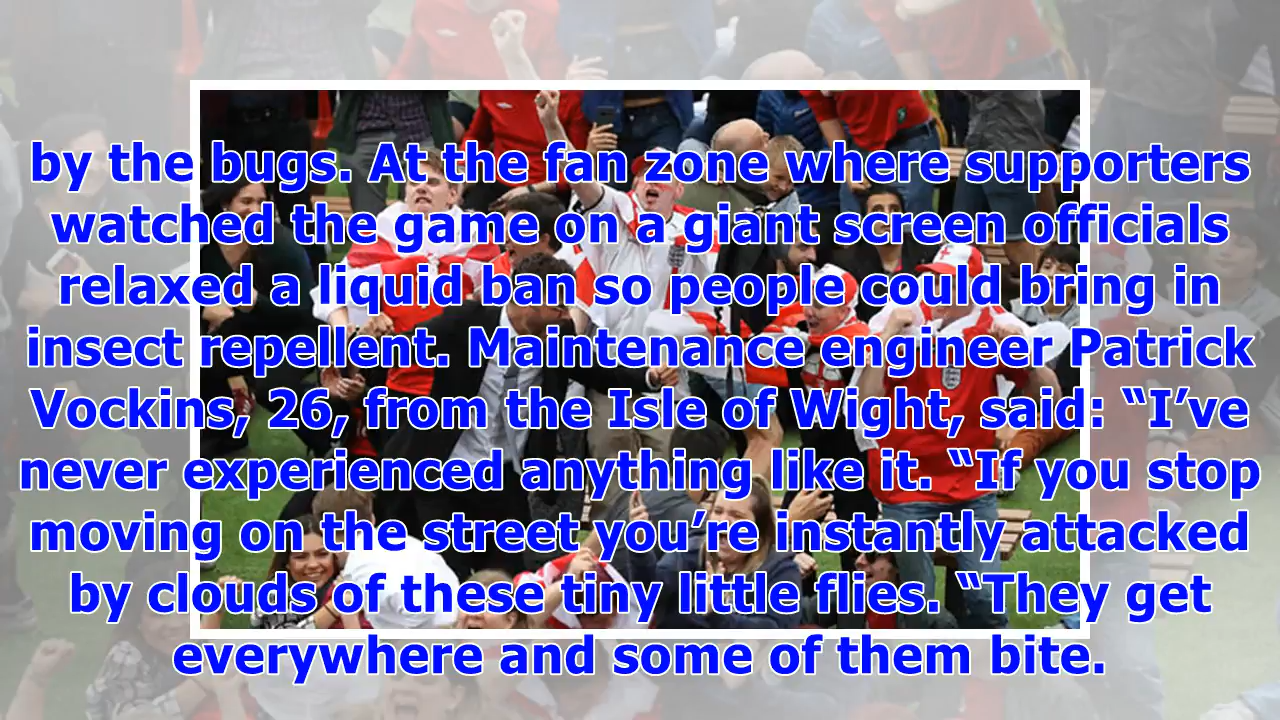 by the bugs. At the fan zone where supporters
watched the game on a giant screen officials
relaxed a liquid ban so people could bring in
insect repellent. Maintenance engineer Patrick
Vockins, 26, from the Isle of Wight, said: “I’ve
never experienced anything like it. “If you stop
moving on the street you’re instantly attacked
by clouds of these tiny little flies. “They get
everywhere and some of them bite.